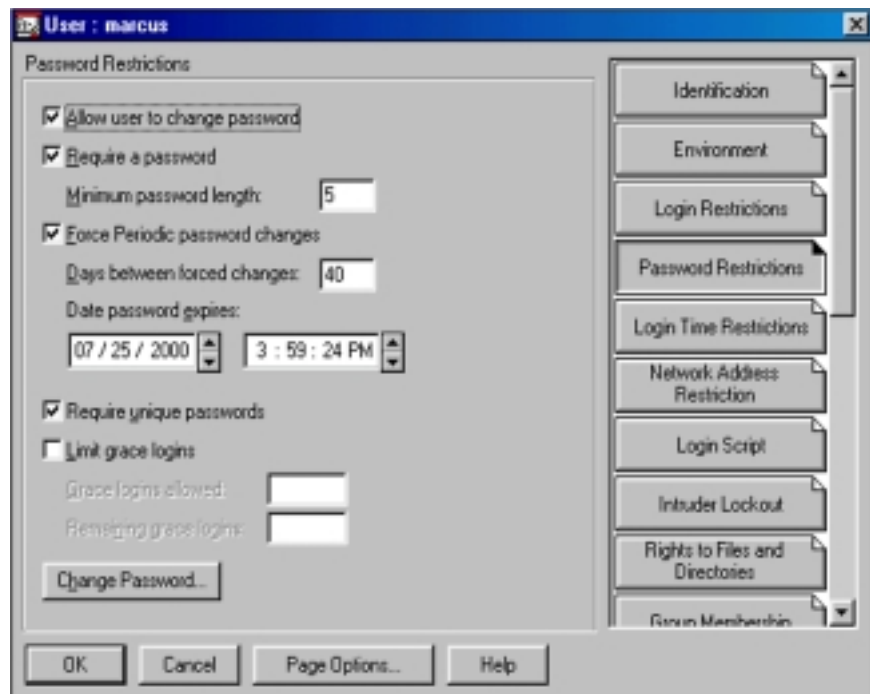 User : marcus
Password Restrictions
Allow user to change password
Require a password
Minimum password length: 5
Force Periodic password changes
Days between forced changes: 40
Date password expires:
07 / 25 / 2000 3 : 59 : 24 PM
Require unique passwords
Limit grace logins
Grace logins allowed:
Remaining grace logins:
Change Password...
OK Cancel Page Options... Help
Identification
Environment
Login Restrictions
Password Restrictions
Login Time Restrictions
Network Address
Restriction
Login Script
Intruder Lockout
Rights to Files and
Directories
Group Membership